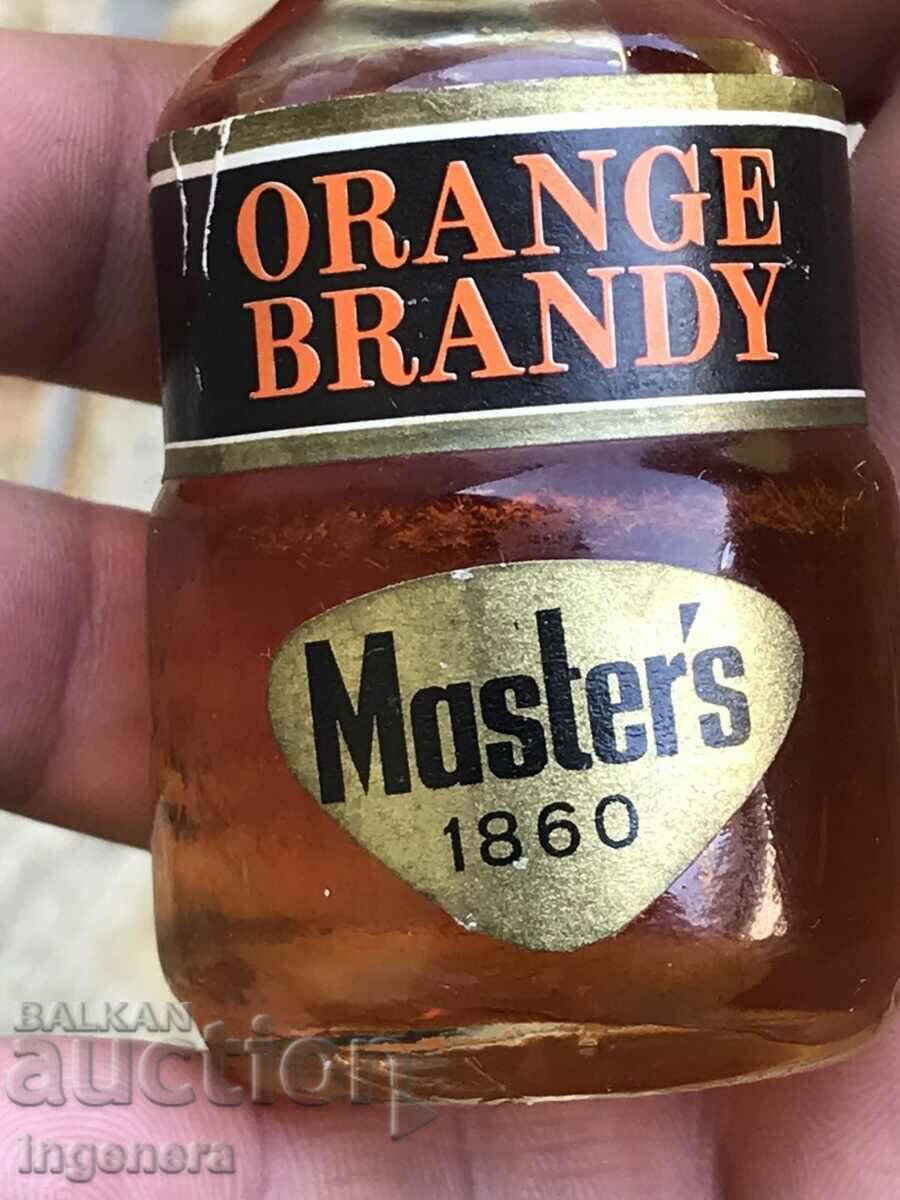 ORANGE
BRANDY
Master's
1860
BALKAN
auction
ingenera